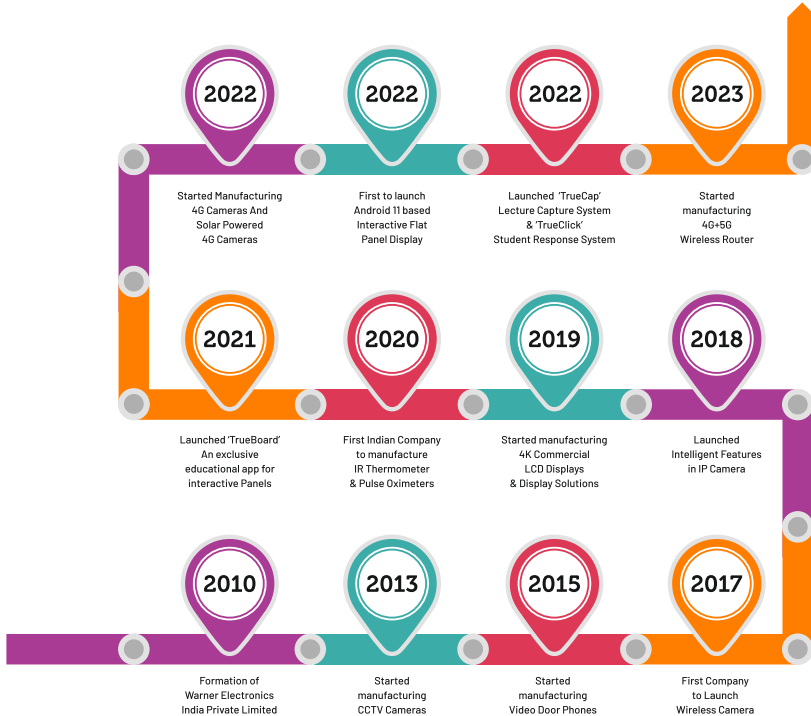 2022
Started Manufacturing
4G Cameras And
Solar Powered
4G Cameras
2022
First to launch
Android 11 based
Interactive Flat
Panel Display
2022
Launched 'TrueCap'
Lecture Capture System
& 'TrueClick'
Student Response System
2023
Started
manufacturing
4G+5G
Wireless Router
2021
Launched 'TrueBoard'
An exclusive
educational app for
interactive Panels
2020
First Indian Company
to manufacture
IR Thermometer
& Pulse Oximeters
2019
Started manufacturing
4K Commercial
LCD Displays
& Display Solutions
2018
Launched
Intelligent Features
in IP Camera
2010
Formation of
Warner Electronics
India Private Limited
2013
Started
manufacturing
CCTV Cameras
2015
Started
manufacturing
Video Door Phones
2017
First Company
to Launch
Wireless Camera